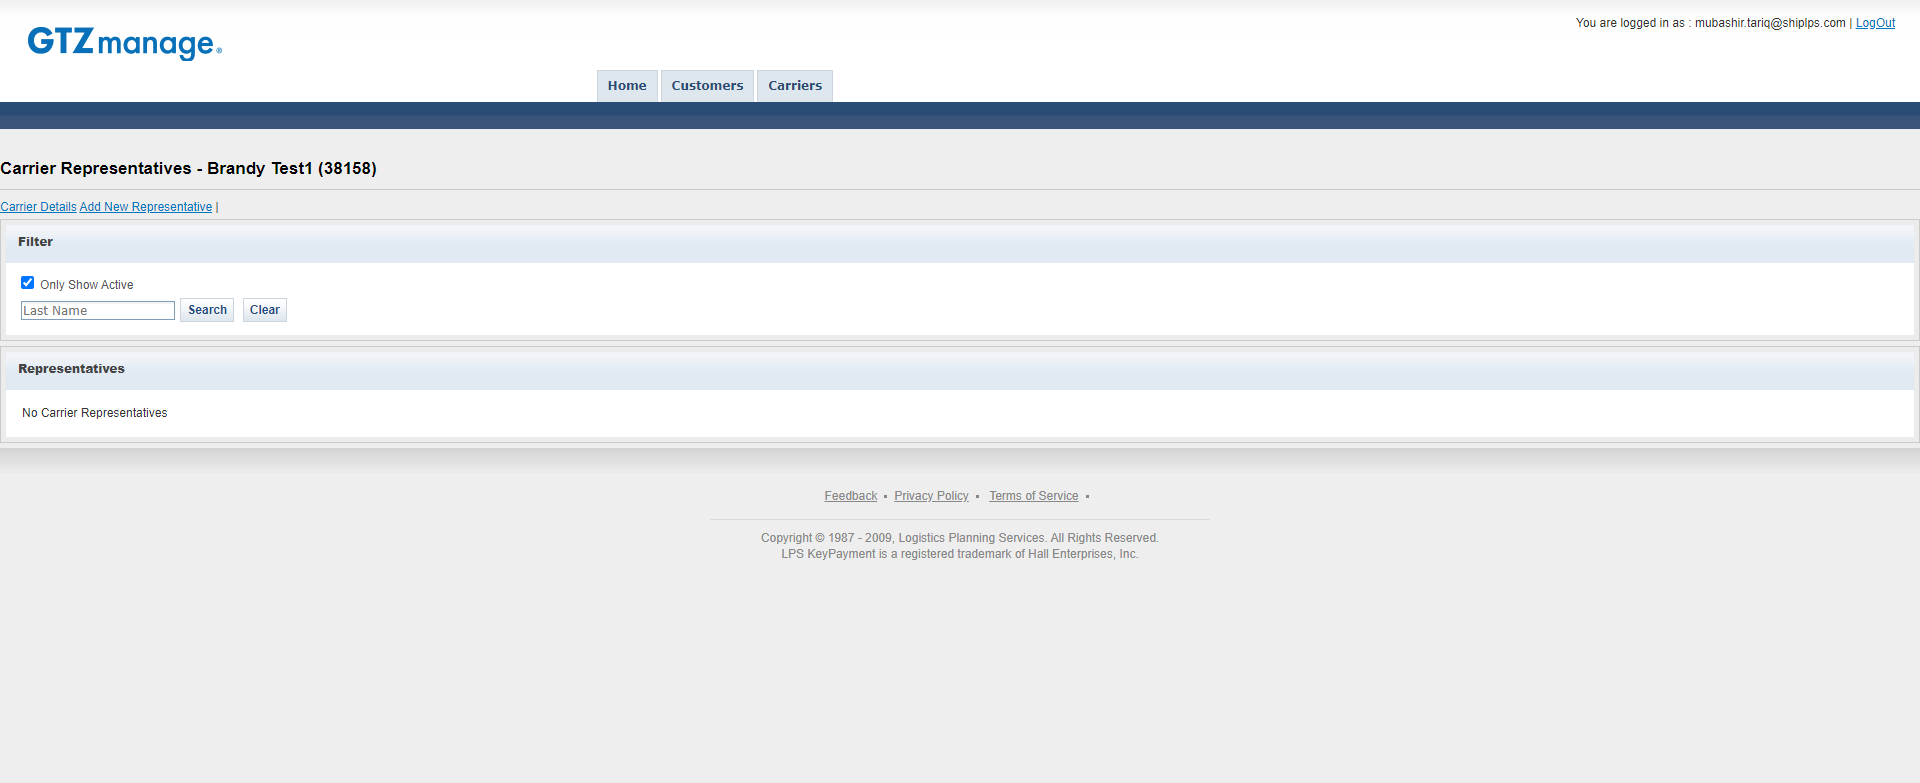 GTZmanage®
You are logged in as : mubashir.tariq@shiplps.com | LogOut
Home Customers Carriers
Carrier Representatives - Brandy Test1 (38158)
Carrier Details Add New Representative |
Filter
Only Show Active
Last Name Search Clear
Representatives
No Carrier Representatives
Feedback ▪ Privacy Policy ▪ Terms of Service ▪
Copyright © 1987 - 2009, Logistics Planning Services. All Rights Reserved.
LPS KeyPayment is a registered trademark of Hall Enterprises, Inc.